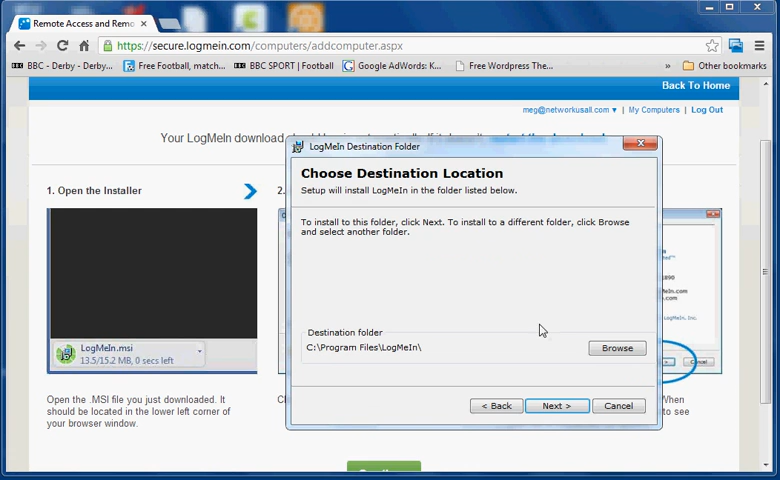 Remote Access and Remo
https://secure.logmein.com/computers/addcomputer.aspx
BBC - Derby - Derby...
Free Football, match...
BBC SPORT | Football
Google AdWords: K...
Free Wordpress The...
»
Other bookmarks
Back To Home
meg@networkusall.com ▾ | My Computers | Log Out
Your LogMeIn download
1. Open the Installer
2.
LogMeIn.msi
13.5/15.2 MB, 0 secs left
Open the .MSI file you just downloaded. It
should be located in the lower left corner of
your browser window.
LogMeIn Destination Folder
Choose Destination Location
Setup will install LogMeIn in the folder listed below.
To install to this folder, click Next. To install to a different folder, click Browse
and select another folder.
Destination folder
C:\Program Files\LogMeIn\
Browse
< Back
Next >
Cancel
When
to see